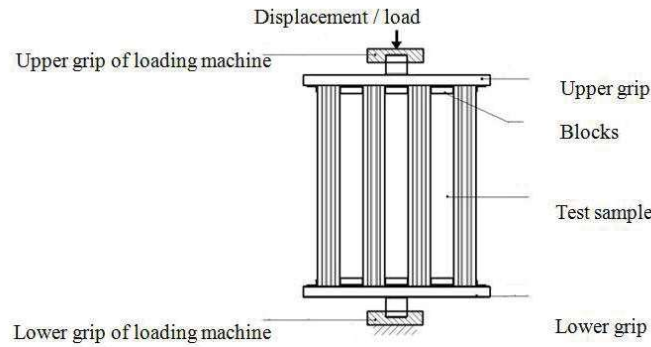 Displacement / load
Upper grip of loading machine
Upper grip
Blocks
Test sample
Lower grip of loading machine
Lower grip